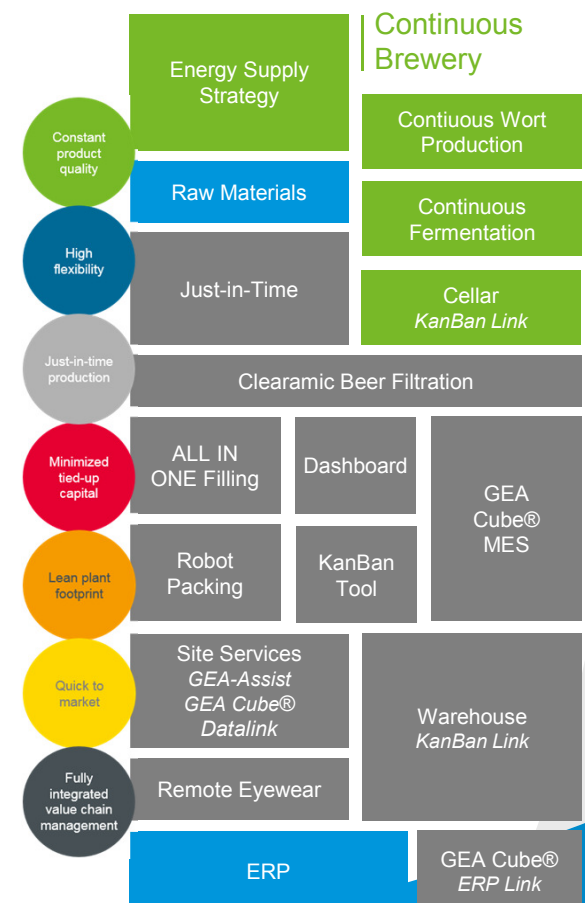 Continuous
Brewery
Energy Supply
Strategy
Contiuous Wort
Production
Constant
product
quality
Raw Materials
Continuous
Fermentation
High
flexibility
Just-in-Time
Cellar
KanBan Link
Just-in-time
production
Clearamic Beer Filtration
Minimized
tied-up
capital
ALL IN
ONE Filling
Dashboard
GEA
Cube®
MES
Lean plant
footprint
Robot
Packing
KanBan
Tool
Quick to
market
Site Services
GEA-Assist
GEA Cube®
Datalink
Warehouse
KanBan Link
Fully
integrated
value chain
management
Remote Eyewear
ERP
GEA Cube®
ERP Link